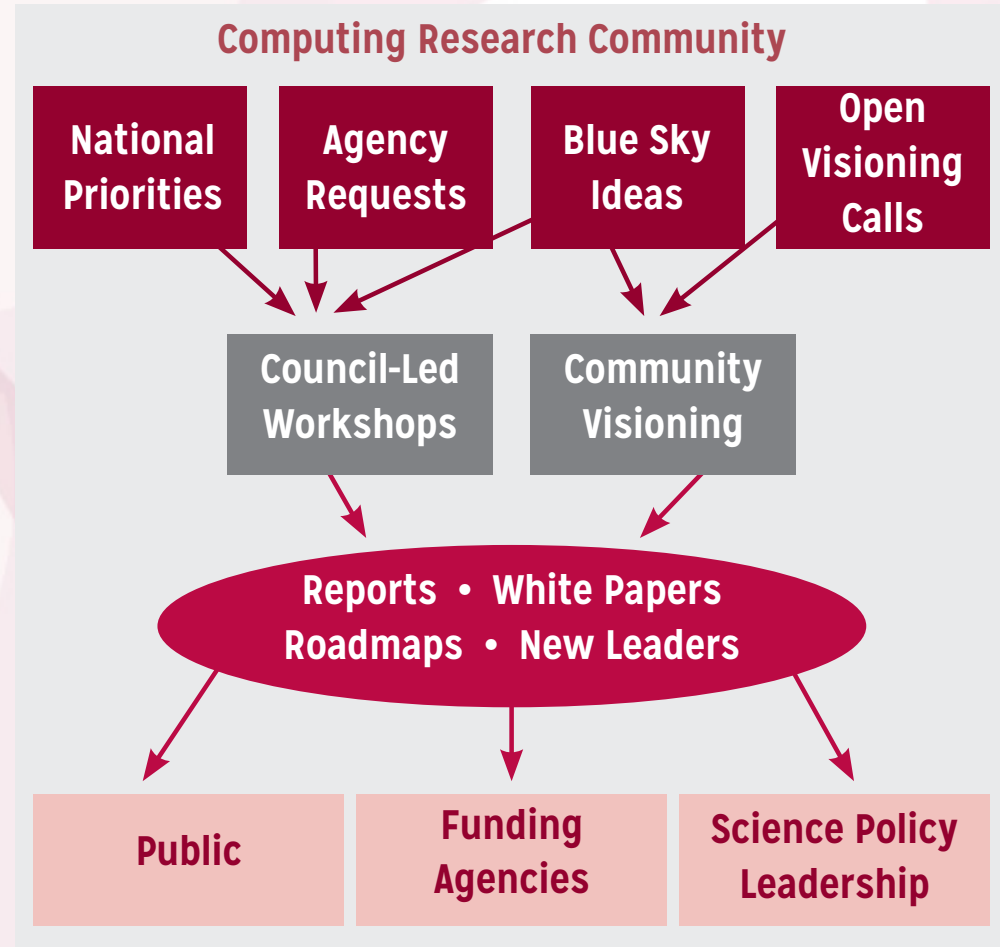 Computing Research Community
National
Priorities
Agency
Requests
Blue Sky
Ideas
Open
Visioning
Calls
Council-Led
Workshops
Community
Visioning
Reports • White Papers
Roadmaps • New Leaders
Public
Funding
Agencies
Science Policy
Leadership